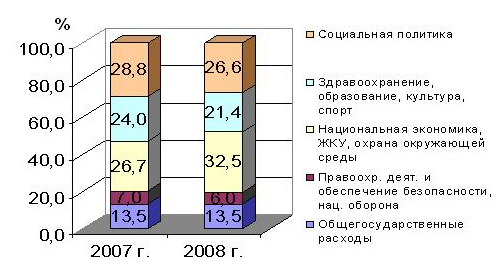 %
100,0
80,0
60,0
40,0
20,0
0,0
28,8
24,0
26,7
7,0
13,5
26,6
21,4
32,5
6,0
13,5
2007 г.
2008 г.
Социальная политика
Здравоохранение,
образование, культура,
спорт
Национальная экономика,
ЖКУ, охрана окружающей
среды
Правоохр. деят. и
обеспечение безопасности,
нац. оборона
Общегосударственные
расходы